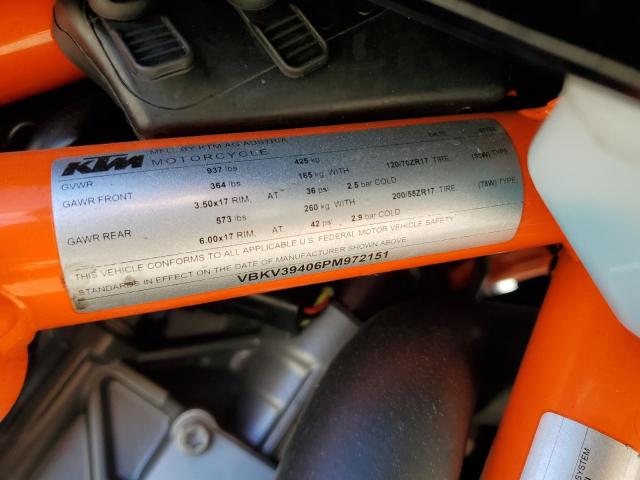 KTM MFG. BY KTM AG AUSTRIA
MOTORCYCLE
GVWR 937 lbs 425 kg
GAWR FRONT 364 lbs 165 kg WITH 120/70ZR17 TIRE (58W) TYPE,
3.50x17 RIM, AT 36 psi 2.5 bar COLD
GAWR REAR 573 lbs 260 kg WITH 200/55ZR17 TIRE (78W) TYPE,
6.00x17 RIM, AT 42 psi 2.9 bar COLD
THIS VEHICLE CONFORMS TO ALL APPLICABLE U.S. FEDERAL MOTOR VEHICLE SAFETY
STANDARDS IN EFFECT ON THE DATE OF MANUFACTURER SHOWN ABOVE.
VBKV39406PM972151
SYSTEM